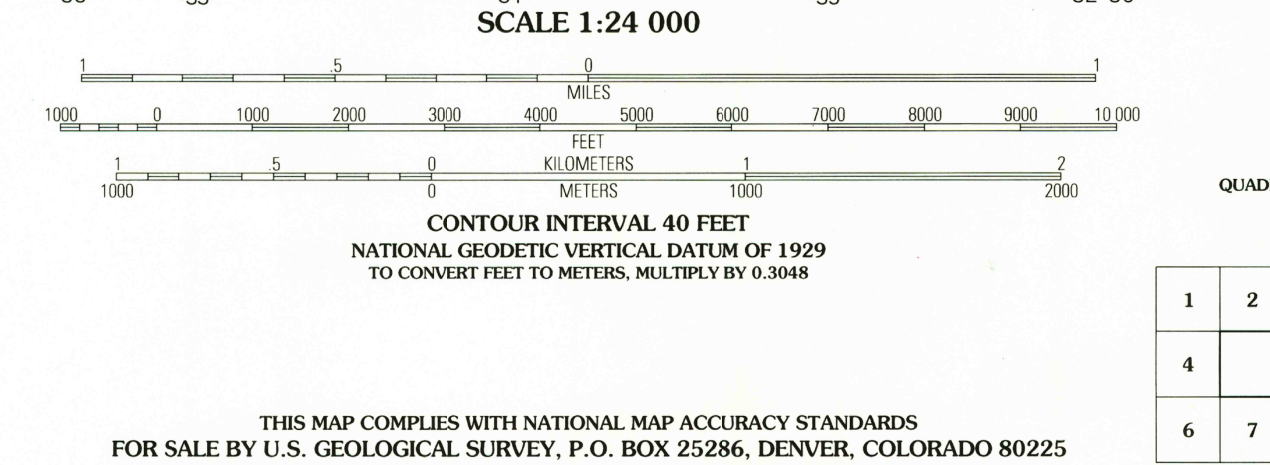 SCALE 1:24 000
1 .5 0 1
MILES
1000 0 1000 2000 3000 4000 5000 6000 7000 8000 9000 10 000
FEET
1 .5 0 KILOMETERS 1 2
1000 0 METERS 1000 2000
QUAD
CONTOUR INTERVAL 40 FEET
NATIONAL GEODETIC VERTICAL DATUM OF 1929
TO CONVERT FEET TO METERS, MULTIPLY BY 0.3048
1 2
4
6 7
THIS MAP COMPLIES WITH NATIONAL MAP ACCURACY STANDARDS
FOR SALE BY U.S. GEOLOGICAL SURVEY, P.O. BOX 25286, DENVER, COLORADO 80225